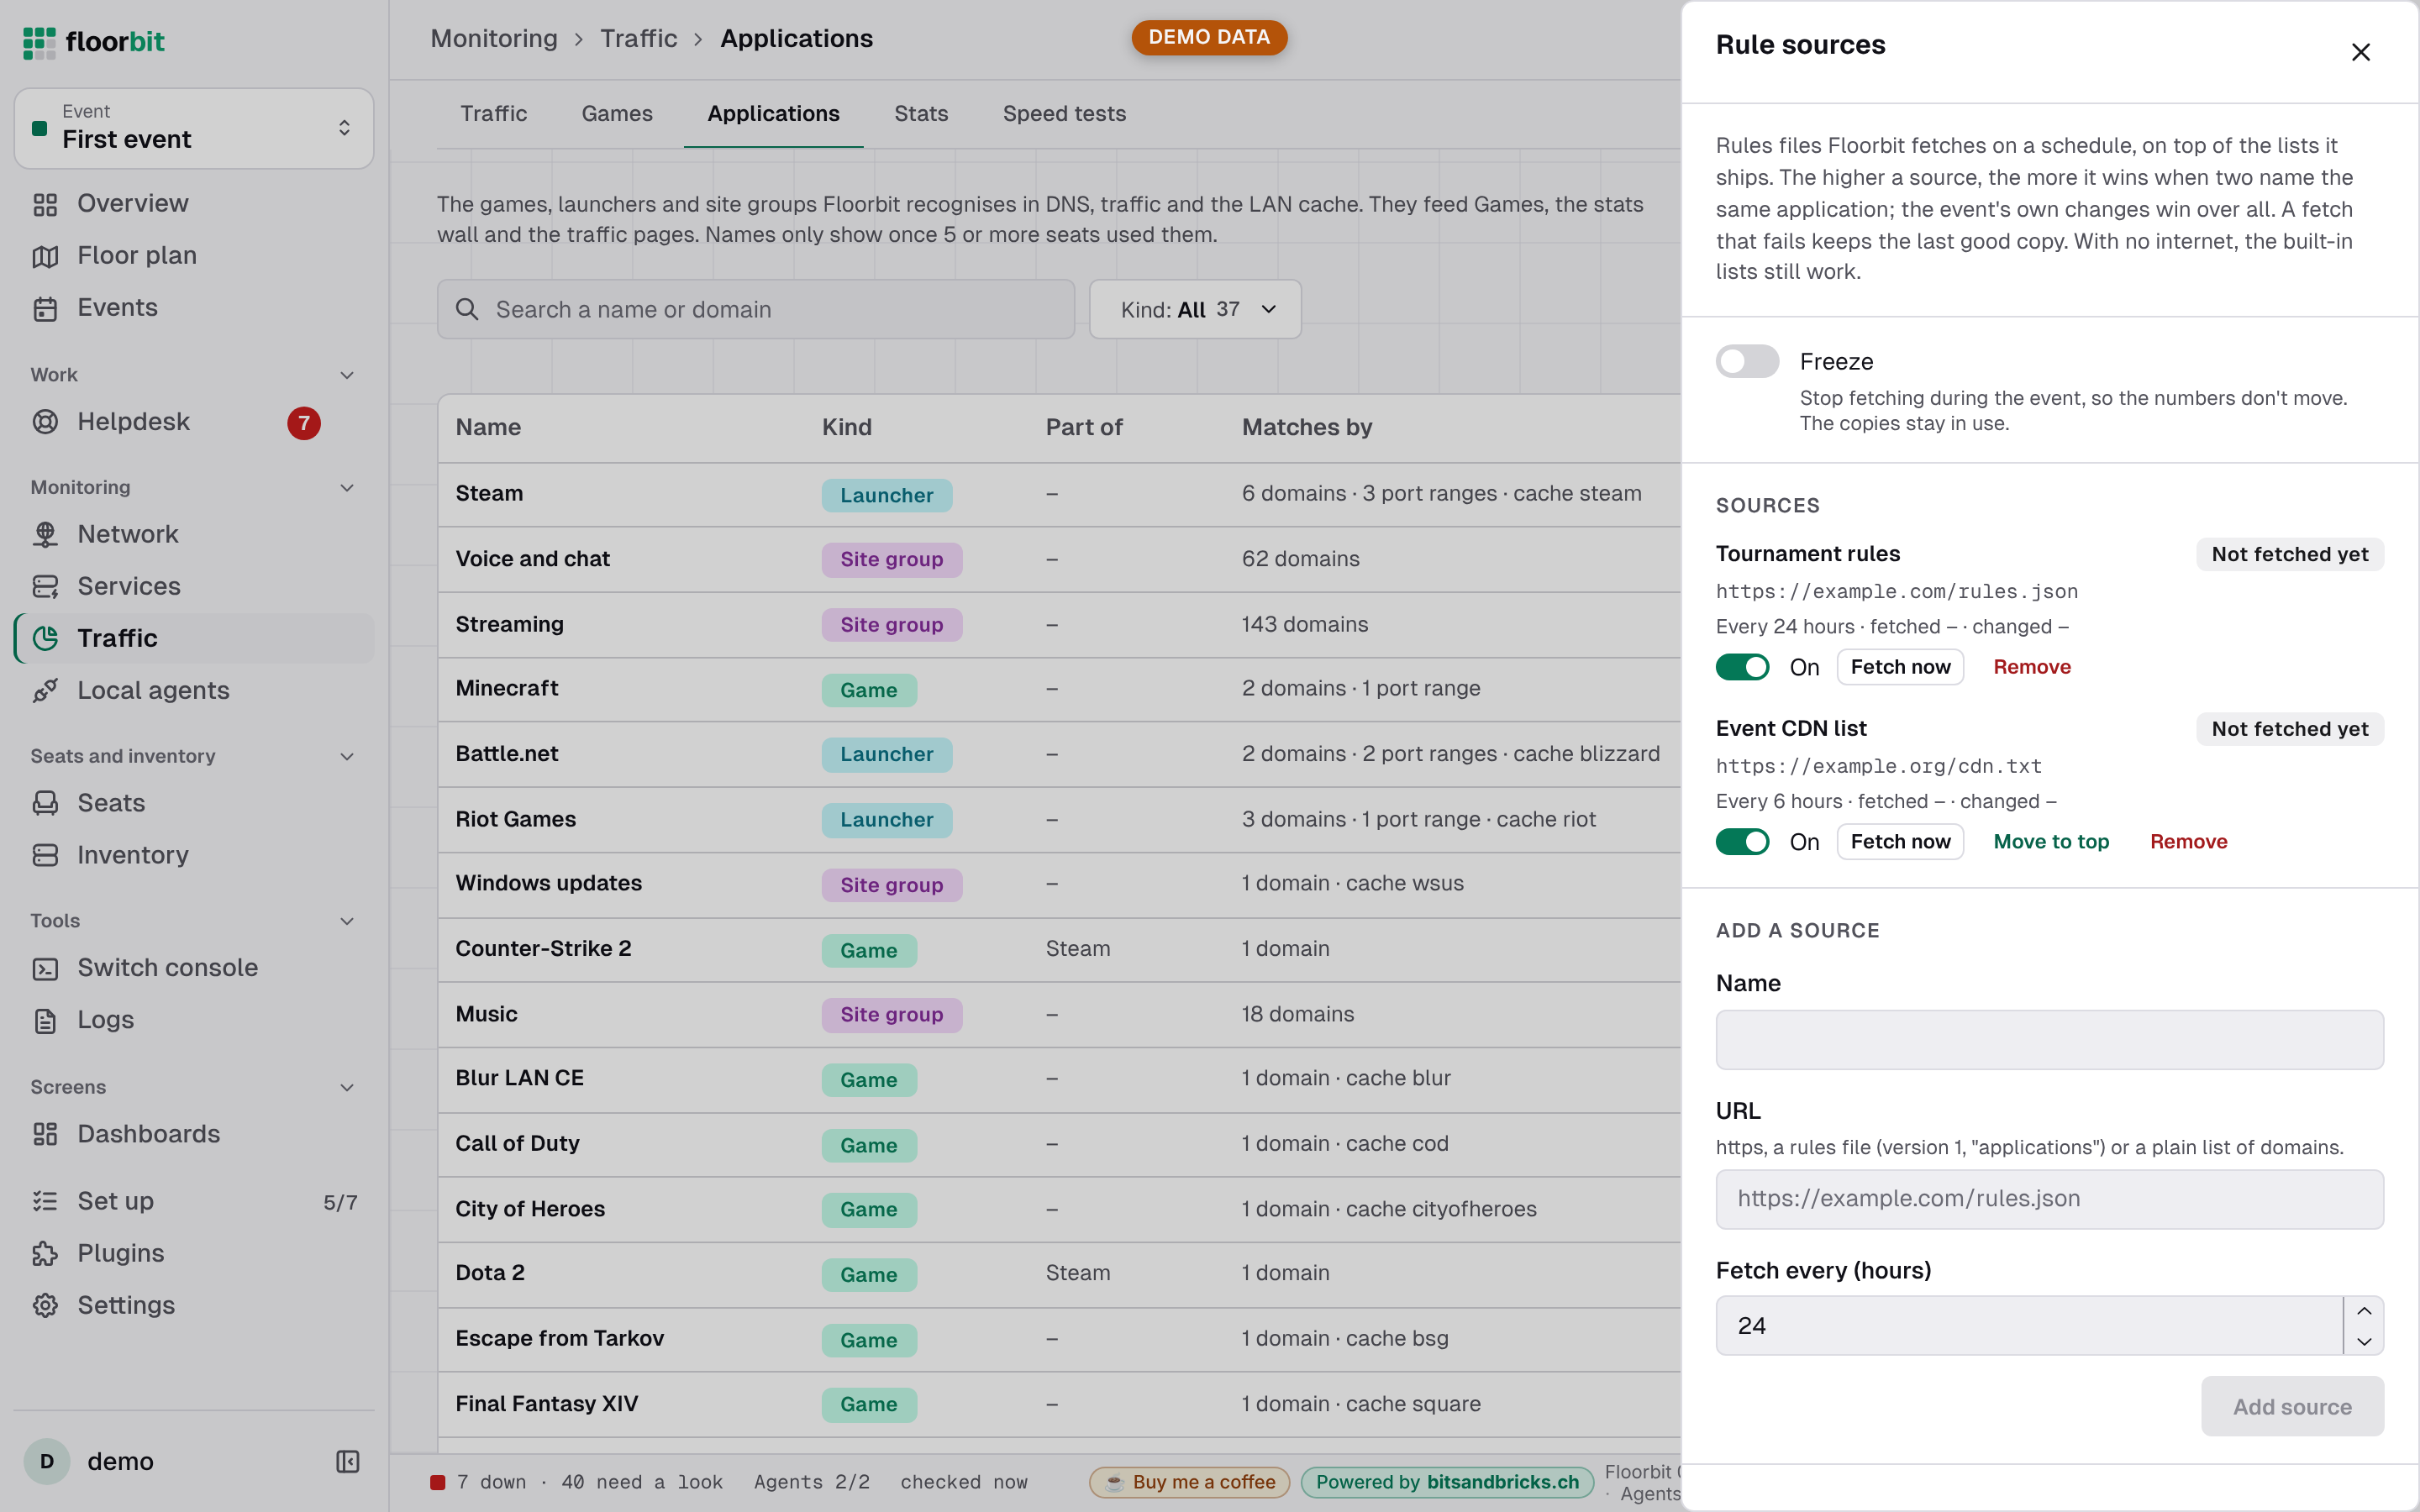 floorbit
Event
First event
Overview
Floor plan
Events
Work
Helpdesk 7
Monitoring
Network
Services
Traffic
Local agents
Seats and inventory
Seats
Inventory
Tools
Switch console
Logs
Screens
Dashboards
Set up 5/7
Plugins
Settings
D demo
Monitoring > Traffic > Applications
DEMO DATA
Traffic Games Applications Stats Speed tests
The games, launchers and site groups Floorbit recognises in DNS, traffic and the LAN cache. They feed Games, the stats
wall and the traffic pages. Names only show once 5 or more seats used them.
Search a name or domain
Kind: All 37
Name Kind Part of Matches by
Steam Launcher – 6 domains · 3 port ranges · cache steam
Voice and chat Site group – 62 domains
Streaming Site group – 143 domains
Minecraft Game – 2 domains · 1 port range
Battle.net Launcher – 2 domains · 2 port ranges · cache blizzard
Riot Games Launcher – 3 domains · 1 port range · cache riot
Windows updates Site group – 1 domain · cache wsus
Counter-Strike 2 Game Steam 1 domain
Music Site group – 18 domains
Blur LAN CE Game – 1 domain · cache blur
Call of Duty Game – 1 domain · cache cod
City of Heroes Game – 1 domain · cache cityofheroes
Dota 2 Game Steam 1 domain
Escape from Tarkov Game – 1 domain · cache bsg
Final Fantasy XIV Game – 1 domain · cache square
7 down · 40 need a look Agents 2/2 checked now
Buy me a coffee
Powered by bitsandbricks.ch
Floorbit
· Agents
Rule sources
Rules files Floorbit fetches on a schedule, on top of the lists it
ships. The higher a source, the more it wins when two name the
same application; the event's own changes win over all. A fetch
that fails keeps the last good copy. With no internet, the built-in
lists still work.
Freeze
Stop fetching during the event, so the numbers don't move.
The copies stay in use.
SOURCES
Tournament rules Not fetched yet
https://example.com/rules.json
Every 24 hours · fetched – · changed –
On Fetch now Remove
Event CDN list Not fetched yet
https://example.org/cdn.txt
Every 6 hours · fetched – · changed –
On Fetch now Move to top Remove
ADD A SOURCE
Name
URL
https, a rules file (version 1, "applications") or a plain list of domains.
https://example.com/rules.json
Fetch every (hours)
24
Add source